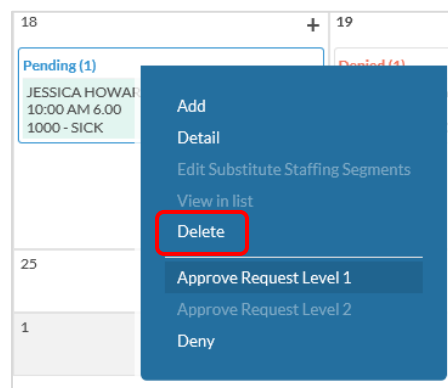 18
+
19
Pending (1)
Denied (1)
JESSICA HOWAR
10:00 AM 6.00
1000 - SICK
Add
Detail
Edit Substitute Staffing Segments
View in list
Delete
25
Approve Request Level 1
1
Approve Request Level 2
Deny